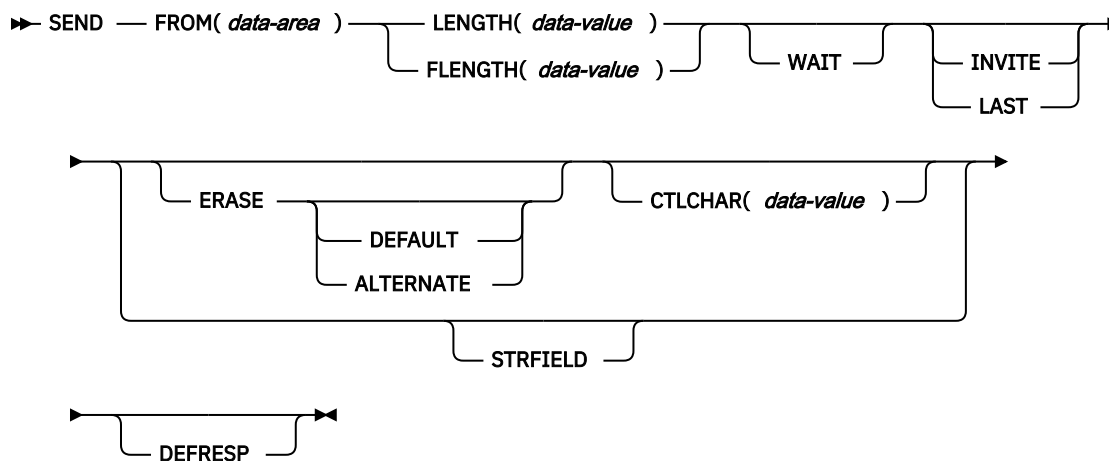 SEND FROM( data-area ) LENGTH( data-value )
FLENGTH( data-value )
WAIT
INVITE
LAST
ERASE
DEFAULT
ALTERNATE
CTLCHAR( data-value )
STRFIELD
DEFRESP